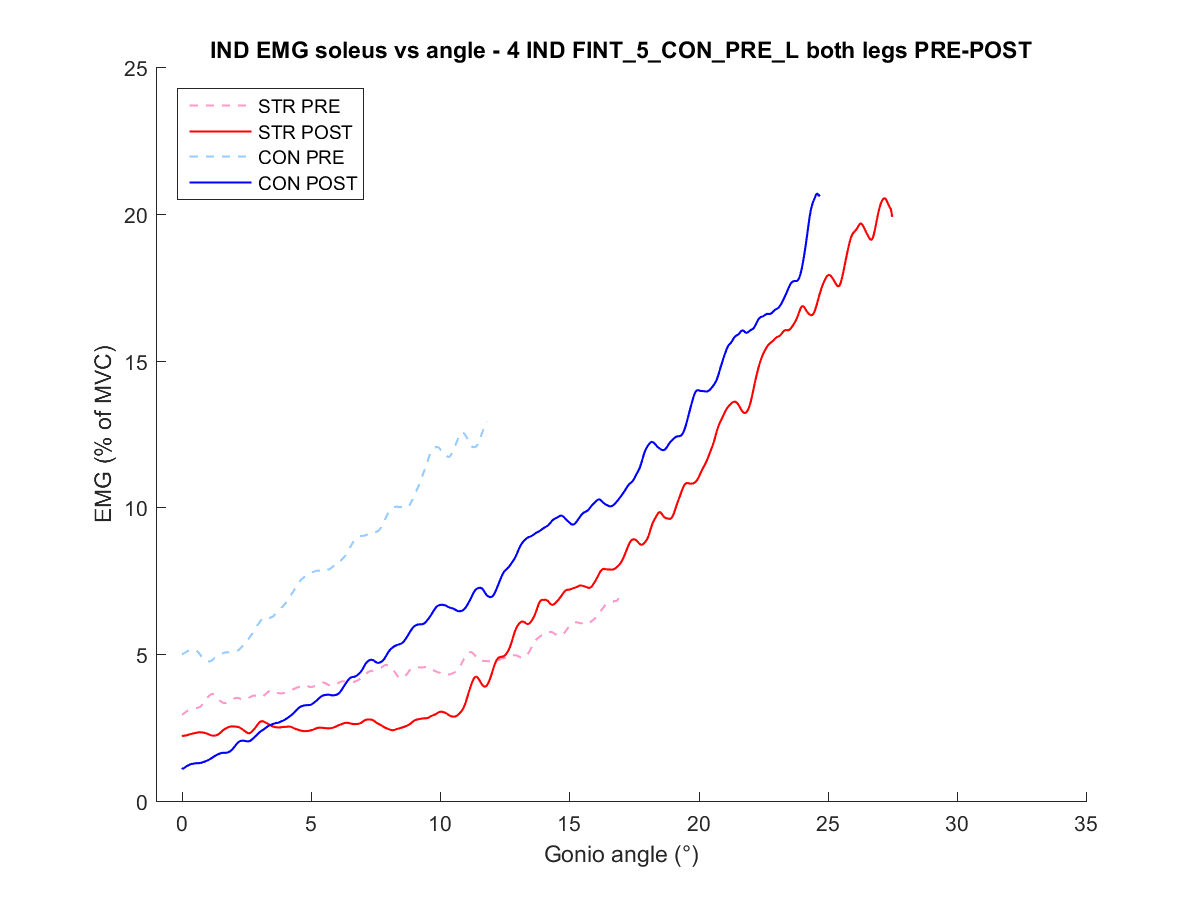 IND EMG soleus vs angle - 4 IND FINT_5_CON_PRE_L both legs PRE-POST
STR PRE
STR POST
CON PRE
CON POST
EMG (% of MVC)
25
20
15
10
5
0
0 5 10 15 20 25 30 35
Gonio angle (°)